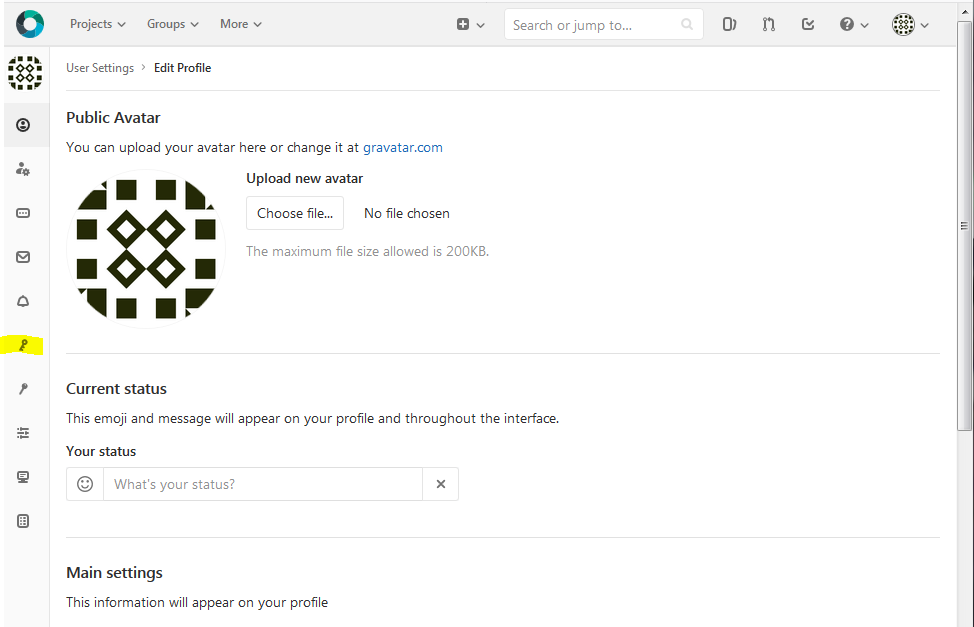 Projects Groups More Search or jump to...
User Settings › Edit Profile
Public Avatar
You can upload your avatar here or change it at gravatar.com
Upload new avatar
Choose file... No file chosen
The maximum file size allowed is 200KB.
Current status
This emoji and message will appear on your profile and throughout the interface.
Your status
What's your status?
Main settings
This information will appear on your profile